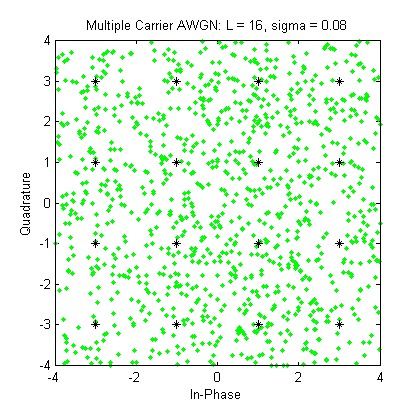 Multiple Carrier AWGN: L = 16, sigma = 0.08
4
3
2
1
0
-1
-2
-3
-4
-4 -2 0 2 4
Quadrature
In-Phase